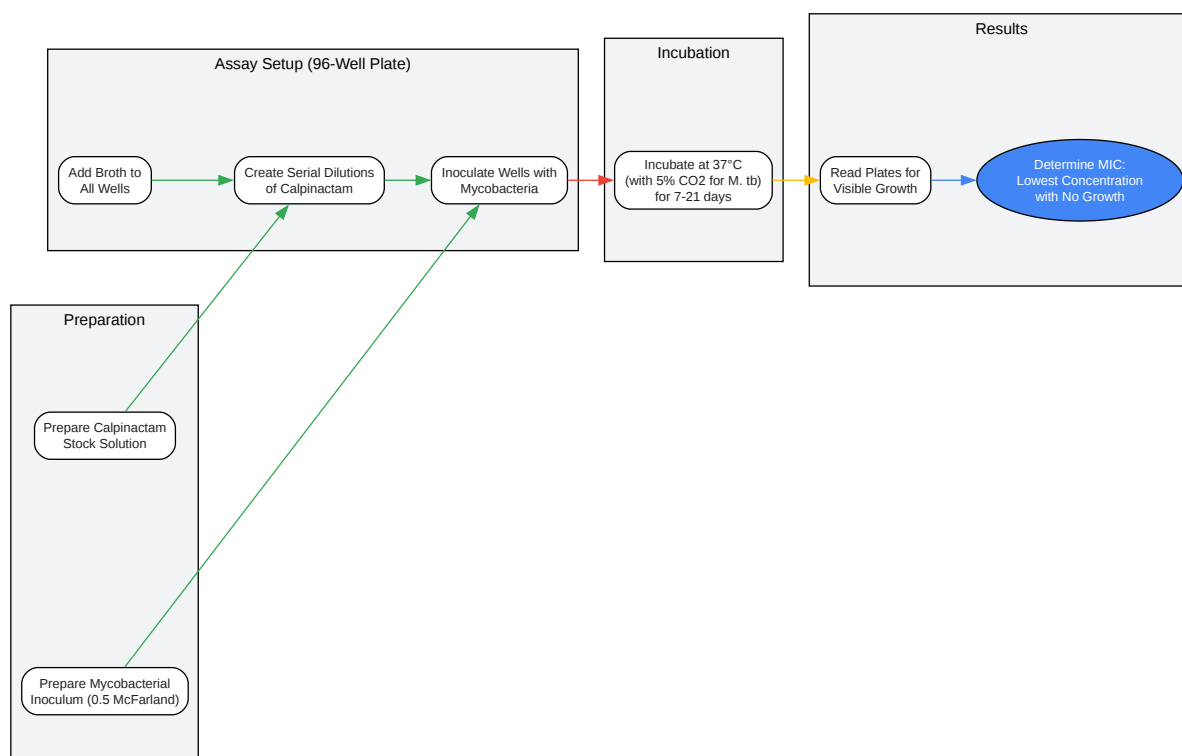 Assay Setup (96-Well Plate)
Add Broth to
All Wells
Create Serial Dilutions
of Calpinactam
Inoculate Wells with
Mycobacteria
Incubation
Incubate at 37°C
(with 5% CO2 for M. tb)
for 7-21 days
Results
Read Plates for
Visible Growth
Determine MIC:
Lowest Concentration
with No Growth
Preparation
Prepare Calpinactam
Stock Solution
Prepare Mycobacterial
Inoculum (0.5 McFarland)